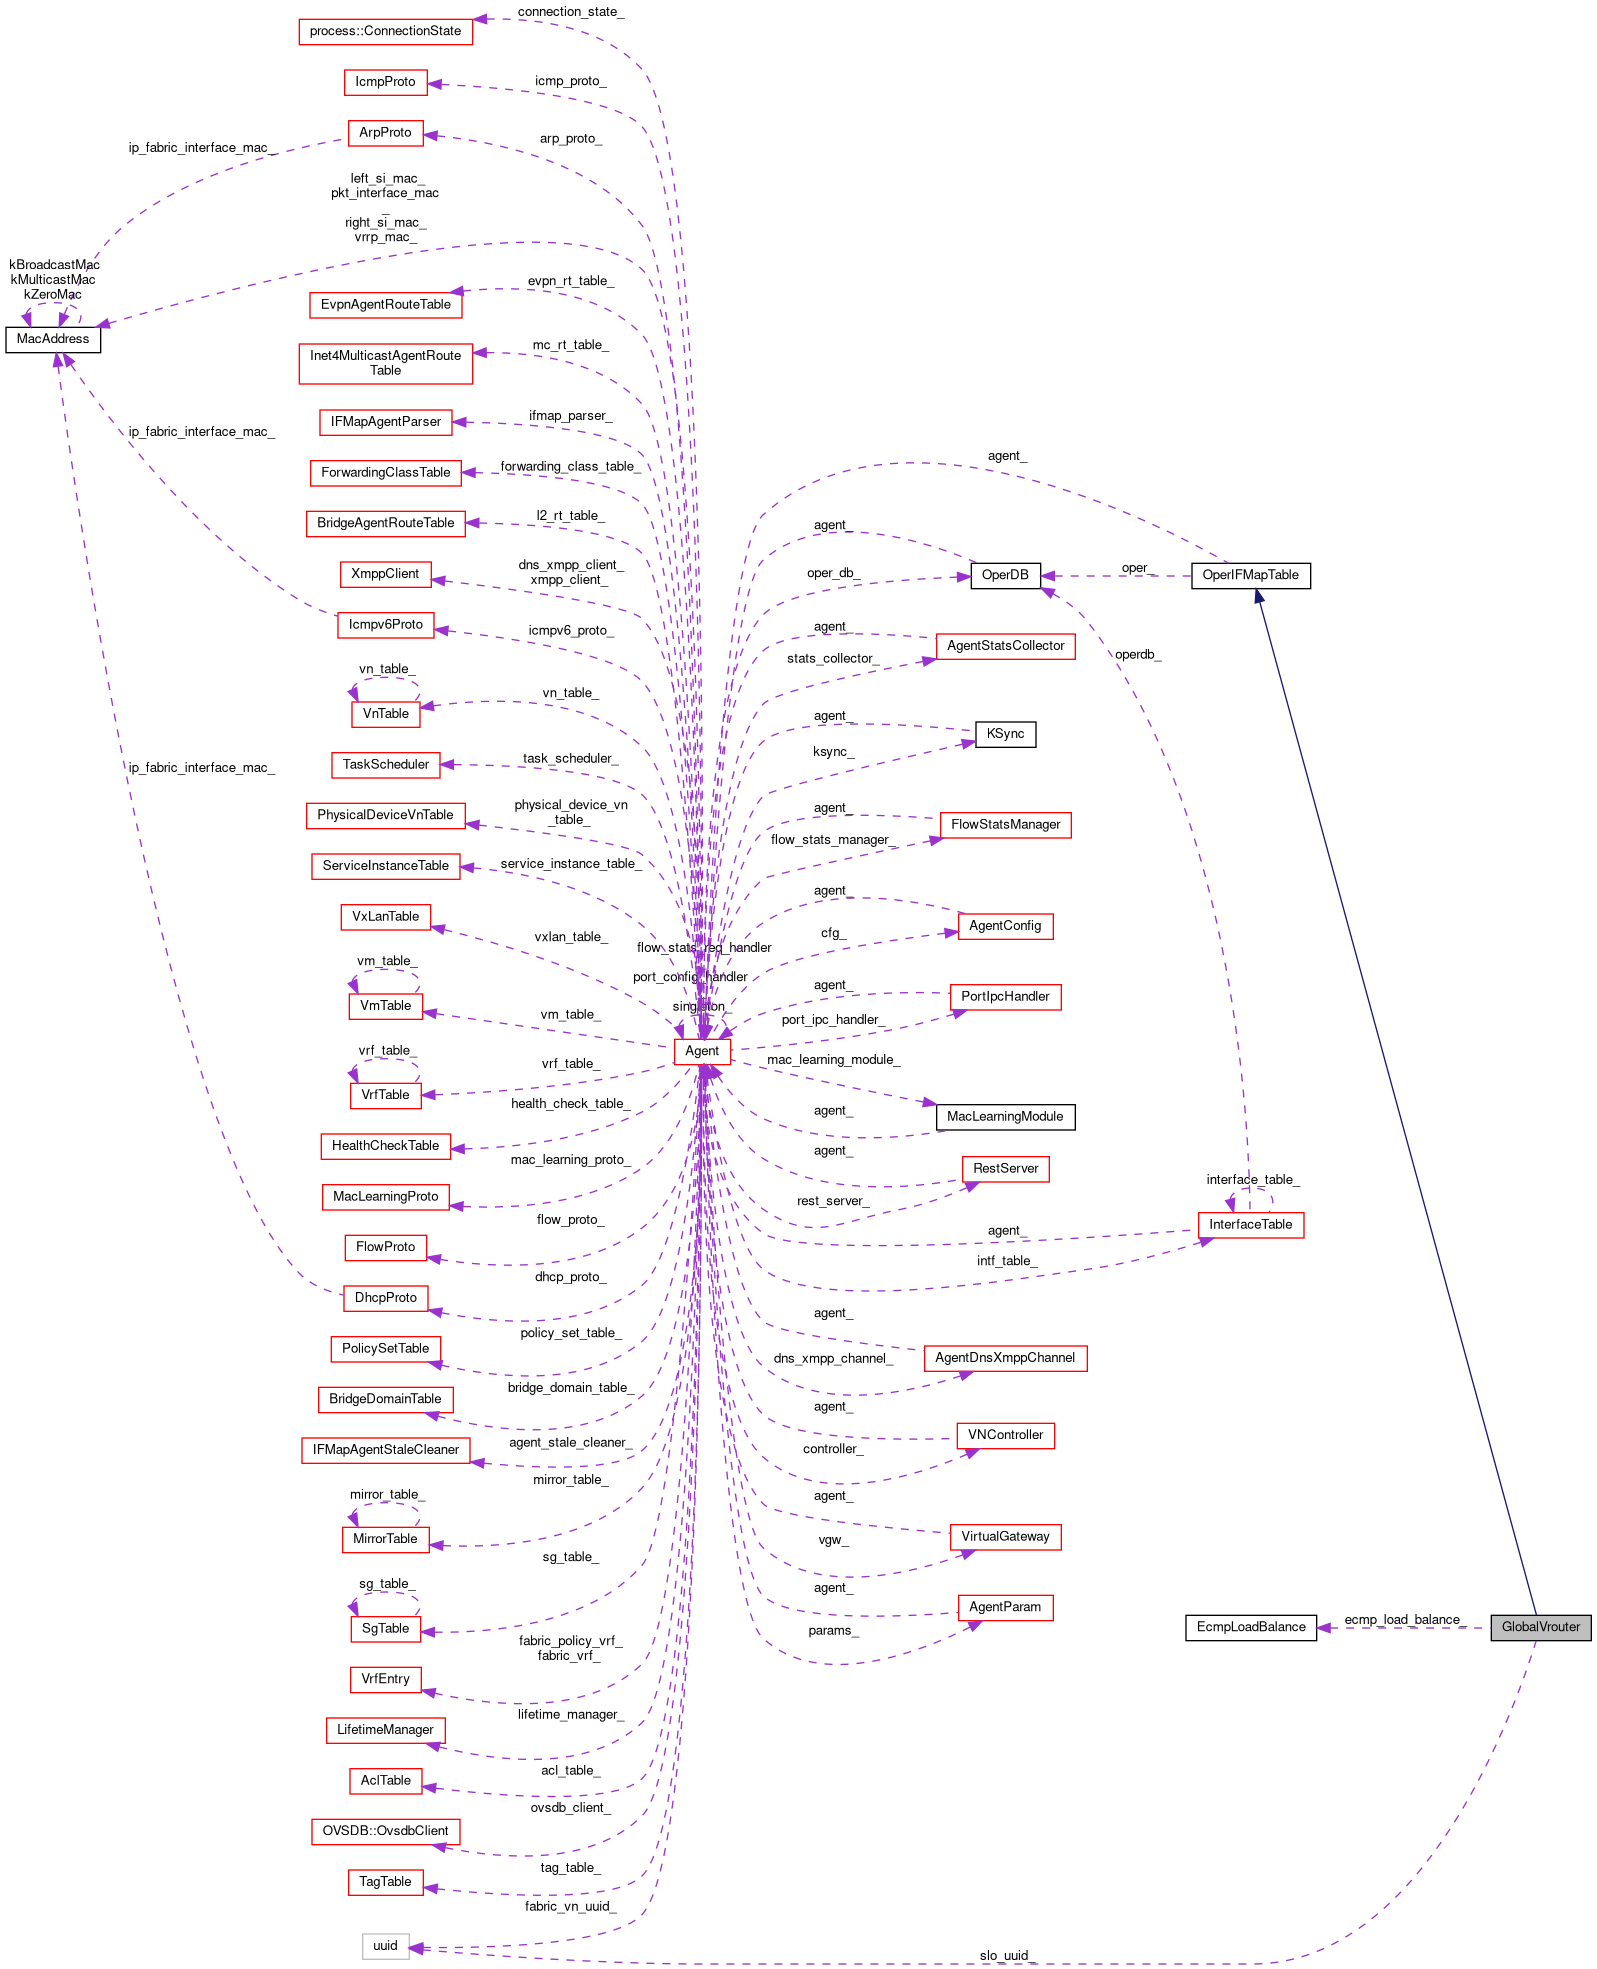 connection_state_
process::ConnectionState
icmp_proto_
IcmpProto
arp_proto_
ArpProto
ip_fabric_interface_mac_
left_si_mac_
pkt_interface_mac
_
right_si_mac_
vrrp_mac_
kBroadcastMac
kMulticastMac
kZeroMac
MacAddress
evpn_rt_table_
EvpnAgentRouteTable
mc_rt_table_
Inet4MulticastAgentRoute
Table
ifmap_parser_
IFMapAgentParser
ip_fabric_interface_mac_
forwarding_class_table_
ForwardingClassTable
l2_rt_table_
BridgeAgentRouteTable
dns_xmpp_client_
xmpp_client_
XmppClient
icmpv6_proto_
Icmpv6Proto
vn_table_
vn_table_
VnTable
task_scheduler_
TaskScheduler
ip_fabric_interface_mac_
physical_device_vn
_table_
PhysicalDeviceVnTable
service_instance_table_
ServiceInstanceTable
vxlan_table_
VxLanTable
vm_table_
vm_table_
VmTable
vrf_table_
vrf_table_
VrfTable
health_check_table_
HealthCheckTable
mac_learning_proto_
MacLearningProto
flow_proto_
FlowProto
dhcp_proto_
DhcpProto
policy_set_table_
PolicySetTable
bridge_domain_table_
BridgeDomainTable
agent_stale_cleaner_
IFMapAgentStaleCleaner
mirror_table_
mirror_table_
MirrorTable
sg_table_
sg_table_
SgTable
fabric_policy_vrf_
fabric_vrf_
VrfEntry
lifetime_manager_
LifetimeManager
acl_table_
AclTable
ovsdb_client_
OVSDB::OvsdbClient
tag_table_
TagTable
fabric_vn_uuid_
uuid
flow_stats_req_handler
port_config_handler
singleton_
Agent
agent_
agent_
oper_db_
OperDB
oper_
OperIFMapTable
agent_
stats_collector_
AgentStatsCollector
operdb_
agent_
ksync_
KSync
agent_
flow_stats_manager_
FlowStatsManager
agent_
cfg_
AgentConfig
agent_
port_ipc_handler_
PortIpcHandler
mac_learning_module_
agent_
MacLearningModule
agent_
rest_server_
RestServer
interface_table_
InterfaceTable
agent_
intf_table_
agent_
dns_xmpp_channel_
AgentDnsXmppChannel
agent_
controller_
VNController
agent_
vgw_
VirtualGateway
agent_
params_
AgentParam
EcmpLoadBalance
ecmp_load_balance_
GlobalVrouter
slo_uuid_